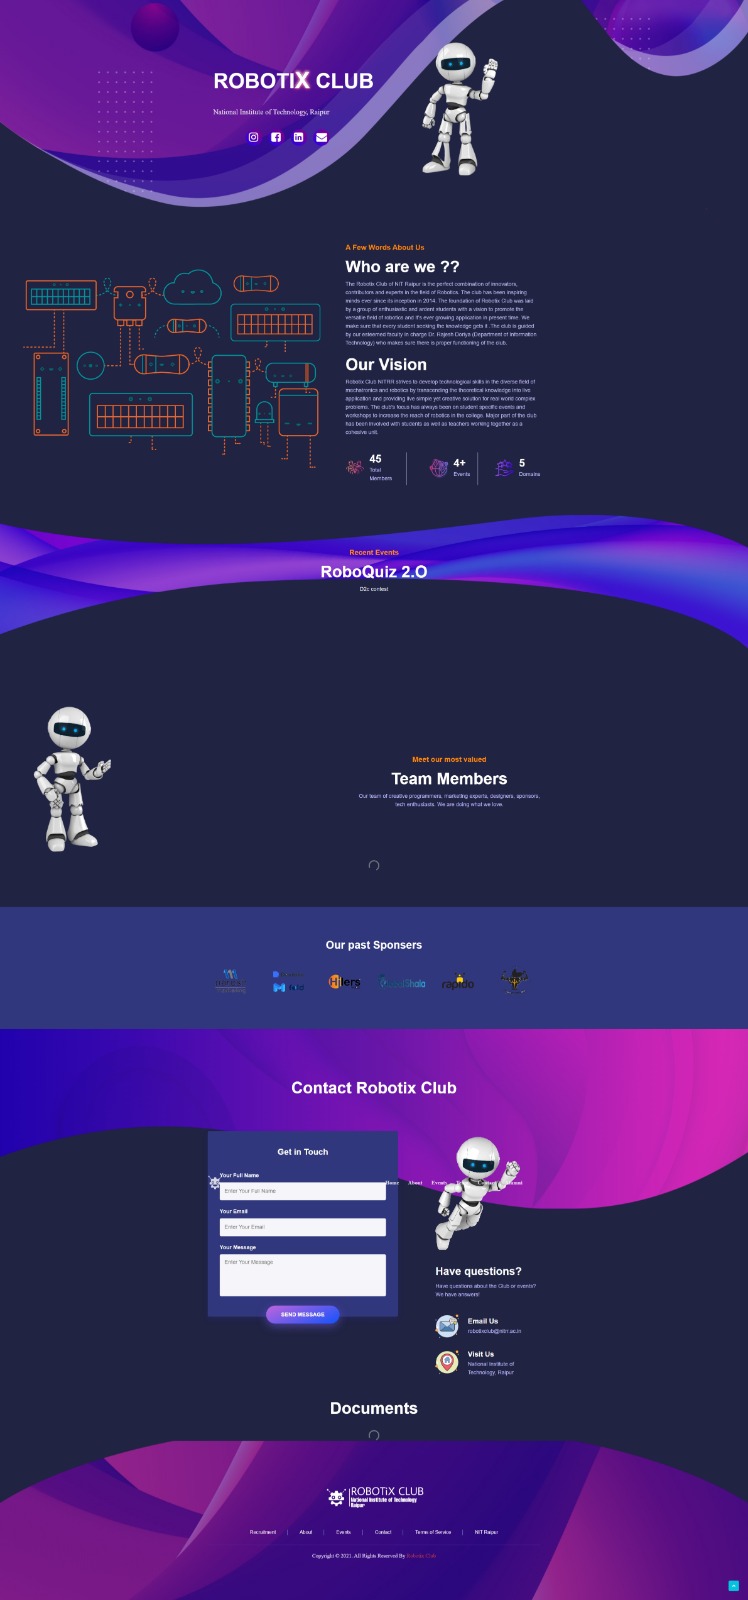 ROBOTIX CLUB
National Institute of Technology, Raipur
A Few Words About Us
Who are we ??
The Robotix Club of NIT Raipur is the perfect combination of innovators,
contributors and experts in the field of Robotics. The club has been inspiring
minds ever since its inception in 2014. The foundation of Robotix Club was laid
by a group of enthusiastic and ardent students with a vision to promote the
versatile field of robotics and its ever growing application in present time. We
make sure that every student seeking the knowledge gets it. The club is guided
by our esteemed faculty in charge Dr. Rajesh Doriya (Department of Information
Technology) who makes sure there is proper functioning of the club.
Our Vision
Robotix Club NITRR strives to develop technological skills in the diverse field of
mechatronics and robotics by transcending the theoretical knowledge into live
application and providing live simple yet creative solution for real world complex
problems. The club's focus has always been on student specific events and
workshops to increase the reach of robotics in the college. Major part of the club
has been involved with students as well as teachers working together as a
cohesive unit.
45
Total
Members
4+
Events
5
Domains
Recent Events
RoboQuiz 2.O
D2c contest
Meet our most valued
Team Members
Our team of creative programmers, marketing experts, designers, sponsors,
tech enthusiasts. We are doing what we love.
Our past Sponsers
Hilers
rapido
Contact Robotix Club
Get in Touch
Home About Events
Your Full Name
Enter Your Full Name
Your Email
Enter Your Email
Your Message
Enter Your Message
SEND MESSAGE
Have questions?
Have questions about the Club or events?
We have answers!
Email Us
robotixclub@nitrr.ac.in
Visit Us
National Institute of
Technology, Raipur
Documents
ROBOTiX CLUB
National Institute of Technology
Raipur
Recruitment | About | Events | Contact | Terms of Service | NIT Raipur
Copyright © 2021. All Rights Reserved By Robotix Club